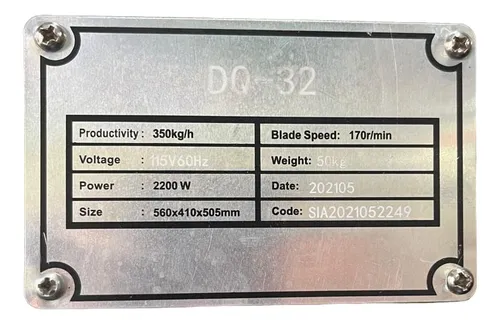 DQ-32
Productivity : 350kg/h Blade Speed: 170r/min
Voltage : 115V60Hz Weight: 50kg
Power : 2200 W Date: 202105
Size : 560x410x505mm Code: SIA2021052249